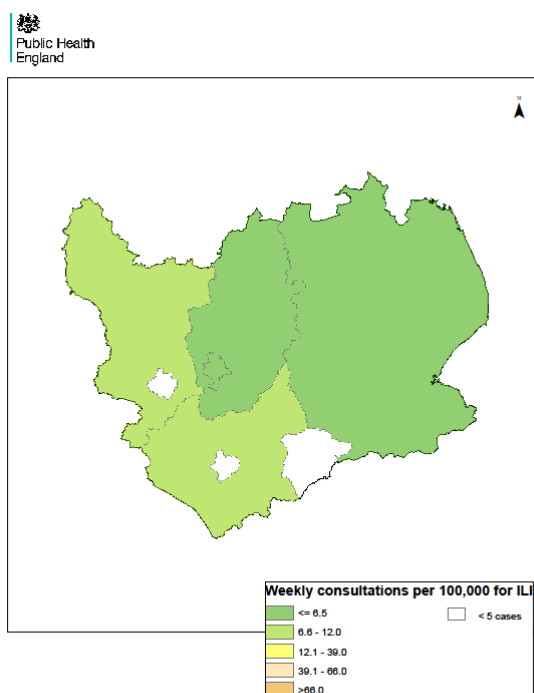 Public Health
England
N
Weekly consultations per 100,000 for ILI
<= 6.5
< 5 cases
6.6 - 12.0
12.1 - 39.0
39.1 - 66.0
>66.0